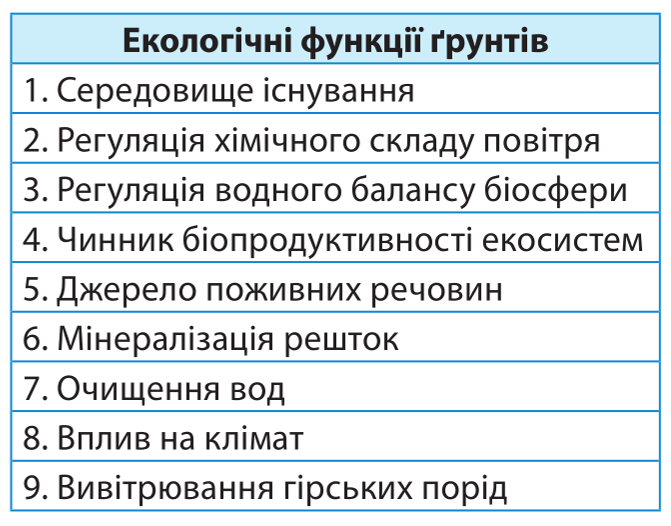 Екологічні функції ґрунтів
1. Середовище існування
2. Регуляція хімічного складу повітря
3. Регуляція водного балансу біосфери
4. Чинник біопродуктивності екосистем
5. Джерело поживних речовин
6. Мінералізація решток
7. Очищення вод
8. Вплив на клімат
9. Вивітрювання гірських порід